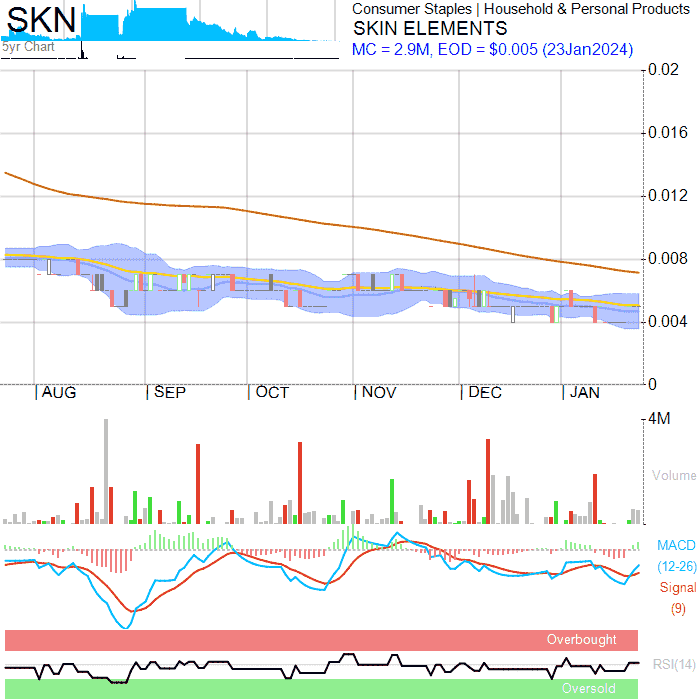 SKN
5yr Chart
Consumer Staples | Household & Personal Products
SKIN ELEMENTS
MC = 2.9M, EOD = $0.005 (23Jan2024)
0.02
0.016
0.012
0.008
0.004
0
AUG SEP OCT NOV DEC JAN
4M
Volume
MACD
(12-26)
Signal
(9)
Overbought
RSI(14)
Oversold